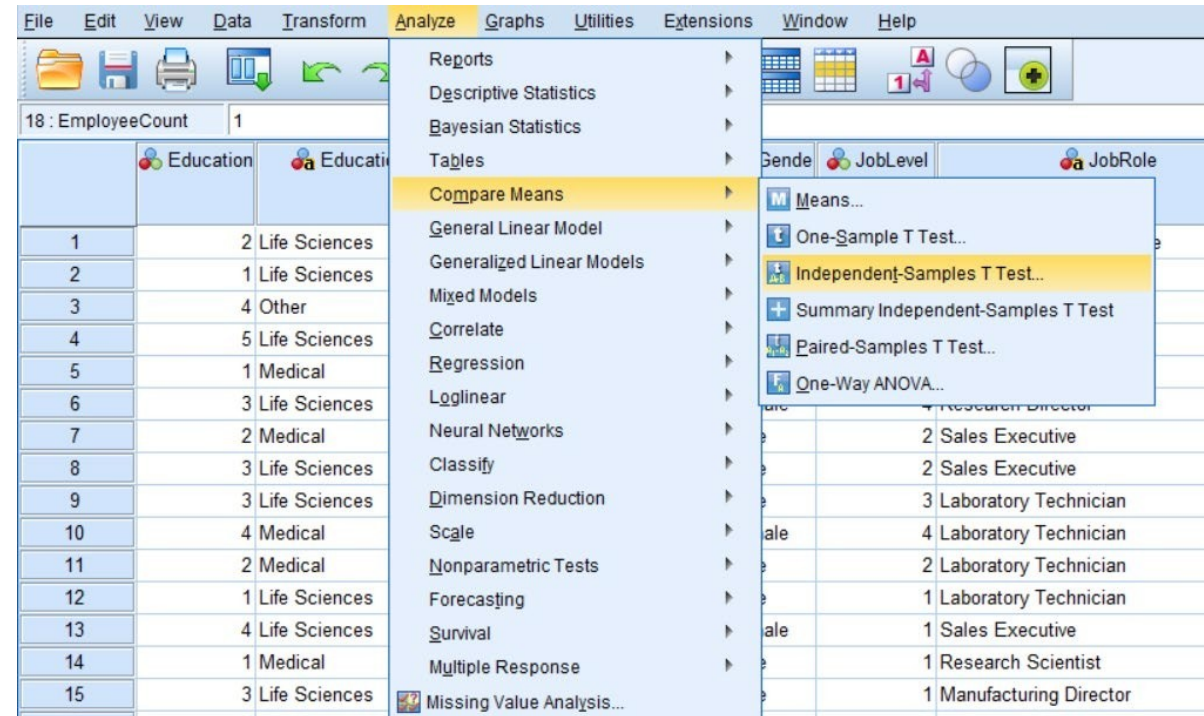 File Edit View Data Transform Analyze Graphs Utilities Extensions Window Help
18 : EmployeeCount 1
Education Educati Gende JobLevel JobRole
Reports
Descriptive Statistics
Bayesian Statistics
Tables
Compare Means
General Linear Model
Generalized Linear Models
Mixed Models
Correlate
Regression
Loglinear
Neural Networks
Classify
Dimension Reduction
Scale
Nonparametric Tests
Forecasting
Survival
Multiple Response
Missing Value Analysis...
Means...
One-Sample T Test...
Independent-Samples T Test...
Summary Independent-Samples T Test
Paired-Samples T Test...
One-Way ANOVA...
1 2 Life Sciences
2 1 Life Sciences
3 4 Other
4 5 Life Sciences
5 1 Medical
6 3 Life Sciences 4 Research Director
7 2 Medical 2 Sales Executive
8 3 Life Sciences 2 Sales Executive
9 3 Life Sciences 3 Laboratory Technician
10 4 Medical ale 4 Laboratory Technician
11 2 Medical 2 Laboratory Technician
12 1 Life Sciences 1 Laboratory Technician
13 4 Life Sciences ale 1 Sales Executive
14 1 Medical 1 Research Scientist
15 3 Life Sciences 1 Manufacturing Director